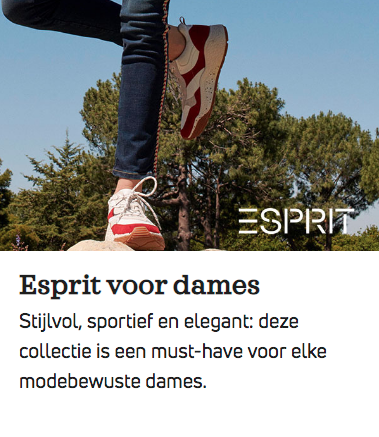 ESPRIT
Esprit voor dames
Stijlvol, sportief en elegant: deze
collectie is een must-have voor elke
modebewuste dames.